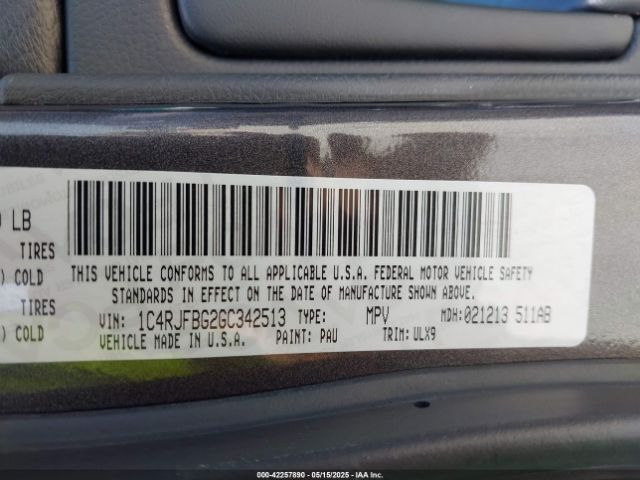 ) LB
TIRES
) COLD
TIRES
) COLD
THIS VEHICLE CONFORMS TO ALL APPLICABLE U.S.A. FEDERAL MOTOR VEHICLE SAFETY
STANDARDS IN EFFECT ON THE DATE OF MANUFACTURE SHOWN ABOVE.
VIN: 1C4RJFBG2GC342513 TYPE: MPV MDH: 021213 511AB
VEHICLE MADE IN U.S.A. PAINT: PAU TRIM: ULX9
000-42257890 - 05/15/2025 - IAA Inc.